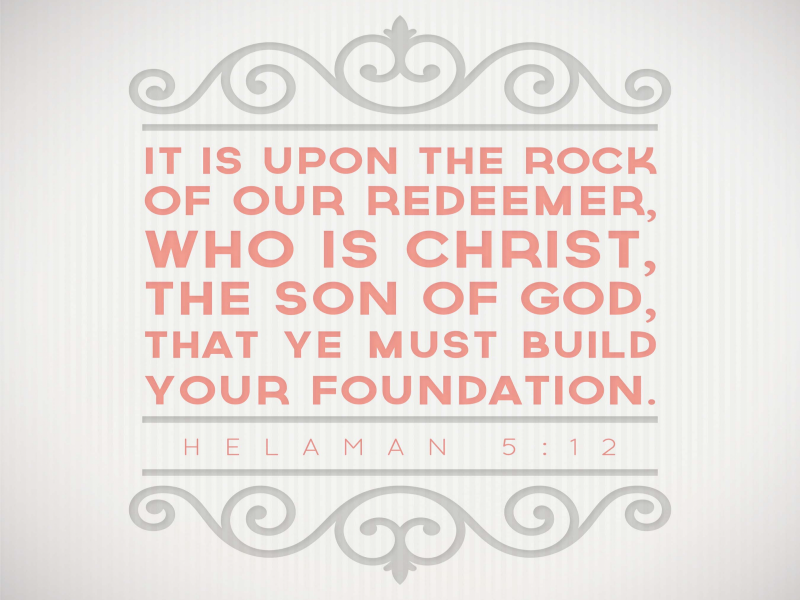 IT IS UPON THE ROCK
OF OUR REDEEMER,
WHO IS CHRIST,
THE SON OF GOD,
THAT YE MUST BUILD
YOUR FOUNDATION.
HELAMAN 5:12